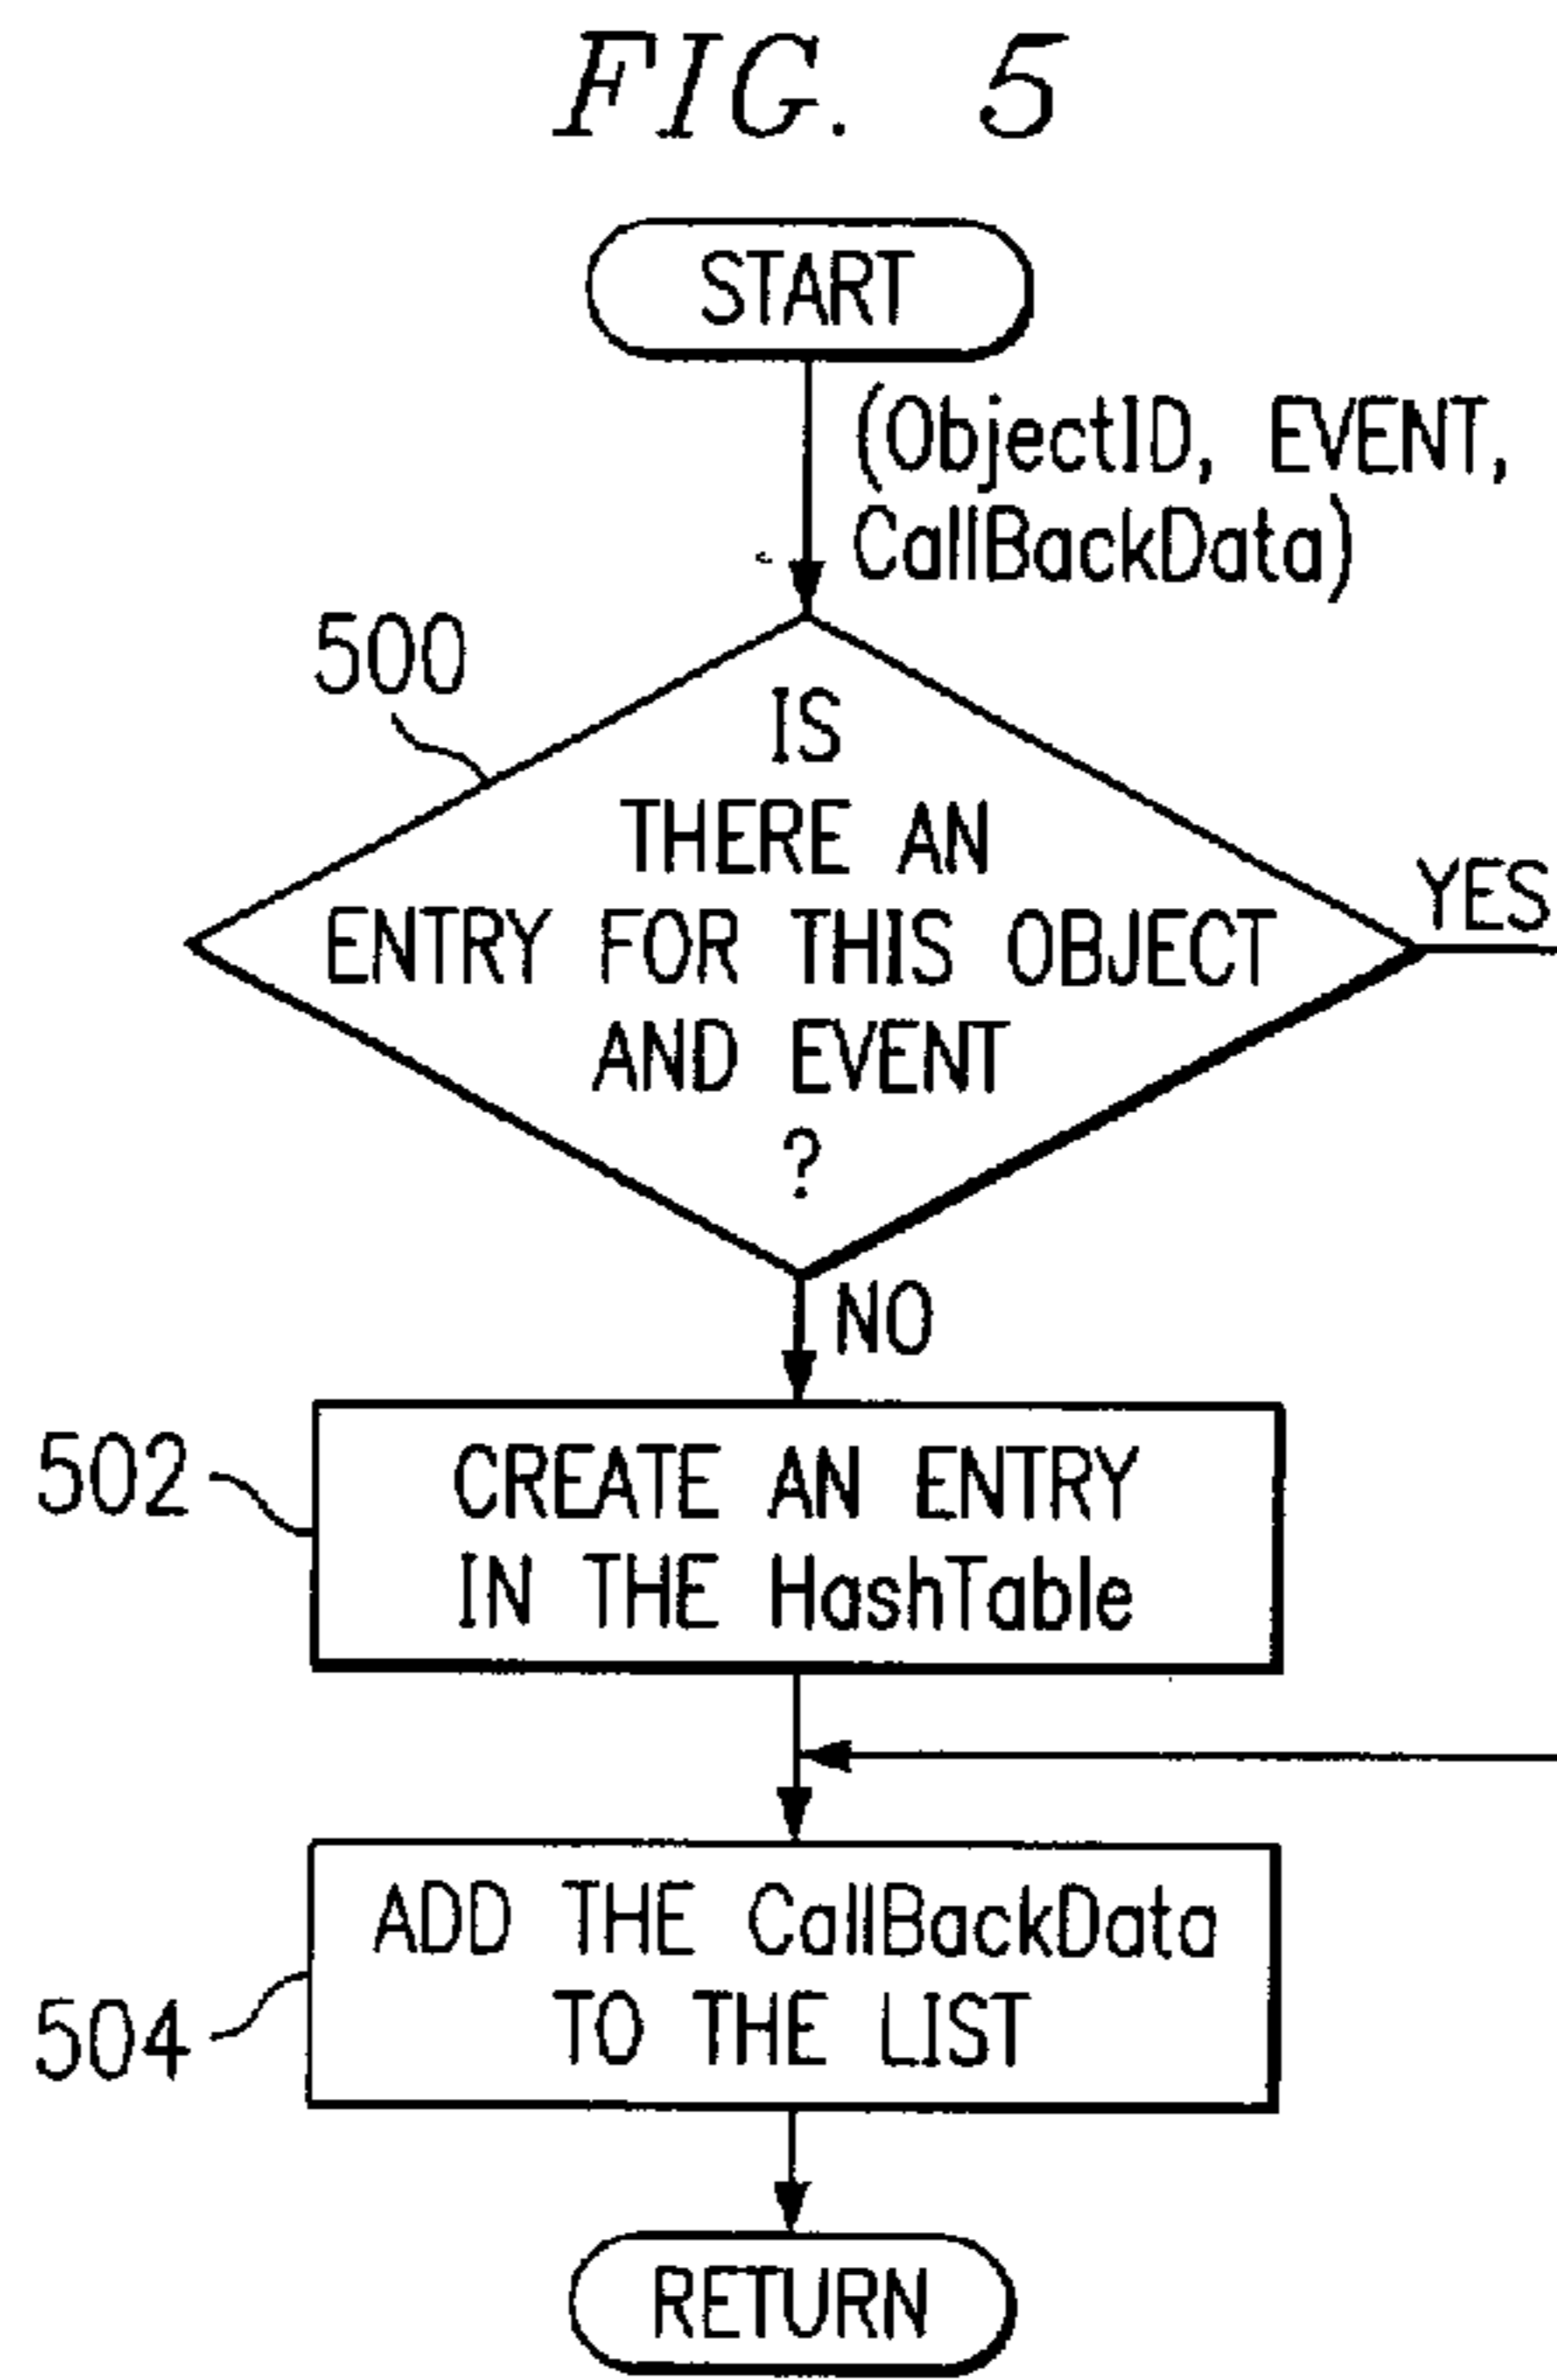 FIG. 5
START
(ObjectID, EVENT,
CallBackData)
500
IS
THERE AN
ENTRY FOR THIS OBJECT
AND EVENT
?
YES
NO
502
CREATE AN ENTRY
IN THE HashTable
504
ADD THE CallBackData
TO THE LIST
RETURN